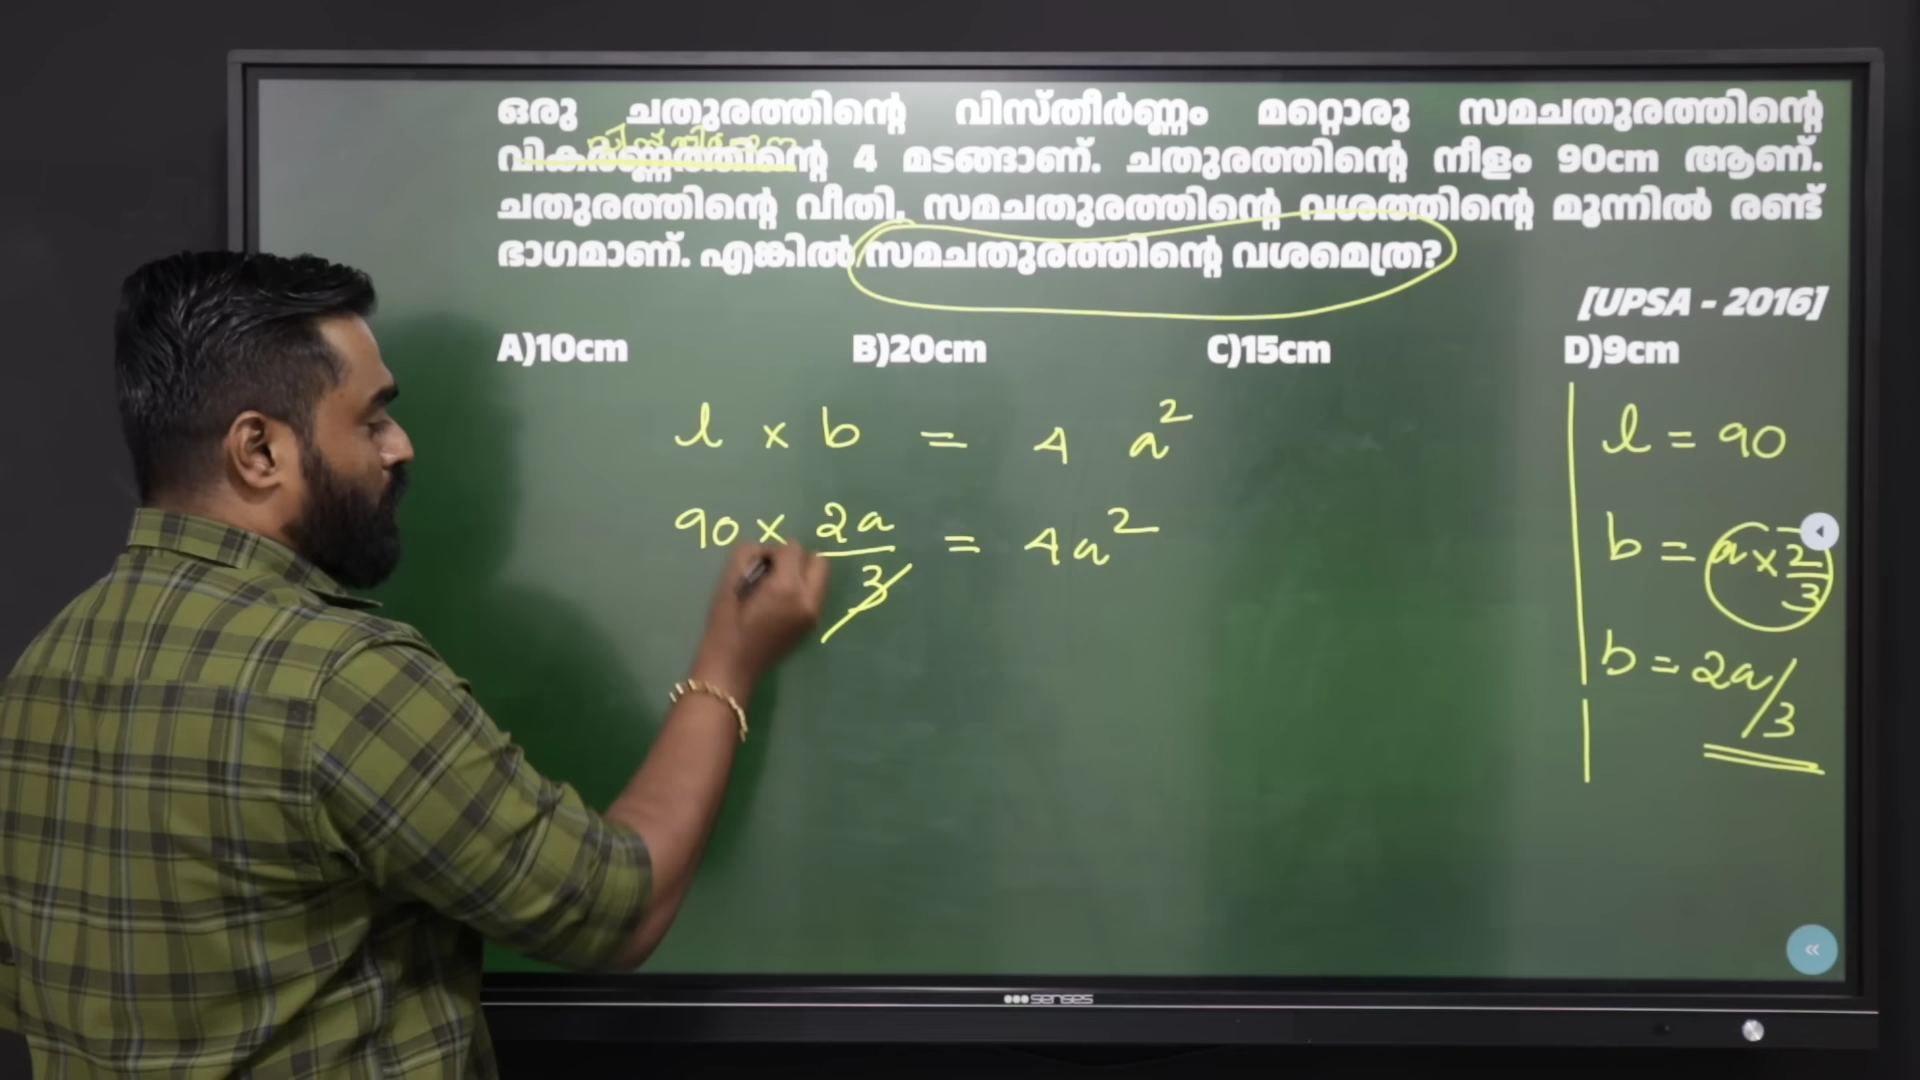 ഒരു ചതുരത്തിന്റെ വിസ്തീർണ്ണം മറ്റൊരു സമചതുരത്തിന്റെ
വിസ്തീർണ്ണ
വികർണ്ണത്തിന്റെ 4 മടങ്ങാണ്. ചതുരത്തിന്റെ നീളം 90cm ആണ്.
ചതുരത്തിന്റെ വീതി, സമചതുരത്തിന്റെ വശത്തിന്റെ മൂന്നിൽ രണ്ട്
ഭാഗമാണ്. എങ്കിൽ സമചതുരത്തിന്റെ വശമെത്ര?
[UPSA - 2016]
A)10cm B)20cm C)15cm D)9cm
l x b = 4 a²
90 x 2a/3 = 4a²
l = 90
b = a x 2/3
b = 2a/3
senses